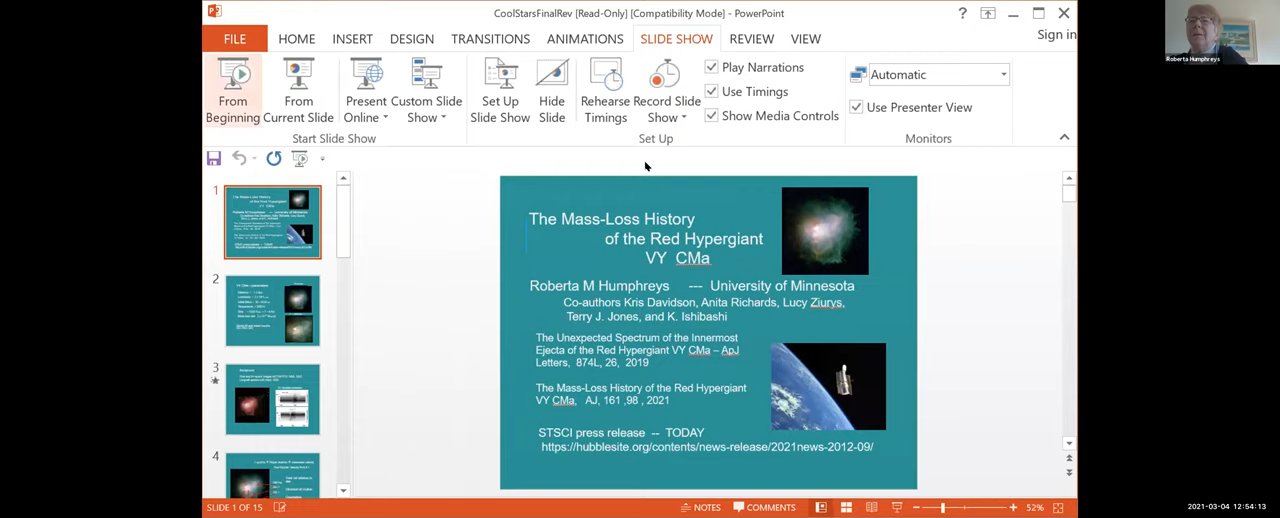 CoolStarsFinalRev [Read-Only] [Compatibility Mode] - PowerPoint
?
Sign in
FILE HOME INSERT DESIGN TRANSITIONS ANIMATIONS SLIDE SHOW REVIEW VIEW
From Beginning
From Current Slide
Present Online
Custom Slide Show
Set Up Slide Show
Hide Slide
Rehearse Timings
Record Slide Show
Play Narrations
Use Timings
Show Media Controls
Automatic
Use Presenter View
Start Slide Show
Set Up
Monitors
Roberta Humphreys
1
2
3
4
The Mass-Loss History
of the Red Hypergiant
VY CMa
Roberta M Humphreys --- University of Minnesota
Co-authors Kris Davidson, Anita Richards, Lucy Ziurys,
Terry J. Jones, and K. Ishibashi
The Unexpected Spectrum of the Innermost
Ejecta of the Red Hypergiant VY CMa – ApJ
Letters, 874L, 26, 2019
The Mass-Loss History of the Red Hypergiant
VY CMa, AJ, 161 ,98 , 2021
STSCI press release -- TODAY
https://hubblesite.org/contents/news-release/2021news-2012-09/
SLIDE 1 OF 15
NOTES
COMMENTS
52%
2021-03-04 12:54:13